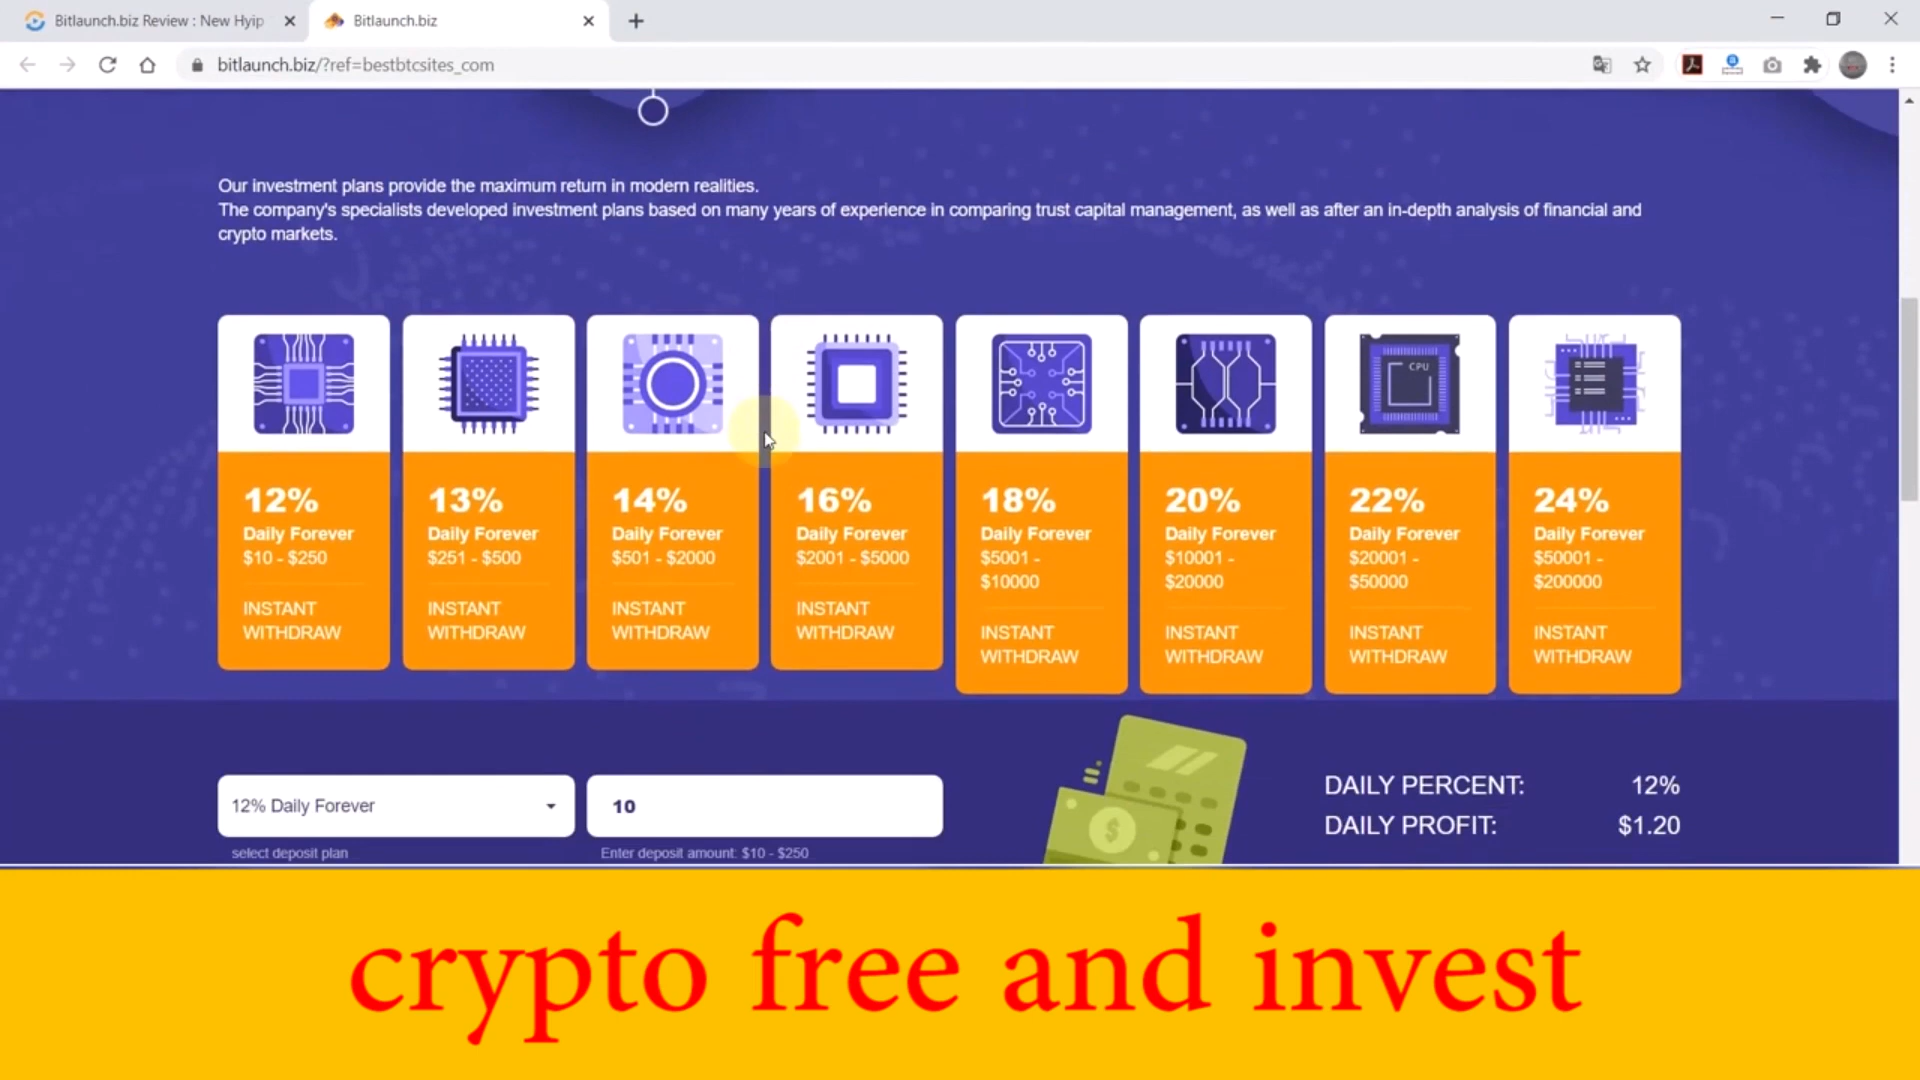 Bitlaunch.biz Review : New Hyip
Bitlaunch.biz
bitlaunch.biz/?ref=bestbtcsites_com
Our investment plans provide the maximum return in modern realities.
The company's specialists developed investment plans based on many years of experience in comparing trust capital management, as well as after an in-depth analysis of financial and
crypto markets.
CPU
12%
Daily Forever
$10 - $250
INSTANT
WITHDRAW
13%
Daily Forever
$251 - $500
INSTANT
WITHDRAW
14%
Daily Forever
$501 - $2000
INSTANT
WITHDRAW
16%
Daily Forever
$2001 - $5000
INSTANT
WITHDRAW
18%
Daily Forever
$5001 -
$10000
INSTANT
WITHDRAW
20%
Daily Forever
$10001 -
$20000
INSTANT
WITHDRAW
22%
Daily Forever
$20001 -
$50000
INSTANT
WITHDRAW
24%
Daily Forever
$50001 -
$200000
INSTANT
WITHDRAW
12% Daily Forever
select deposit plan
10
Enter deposit amount: $10 - $250
$
DAILY PERCENT: 12%
DAILY PROFIT: $1.20
crypto free and invest